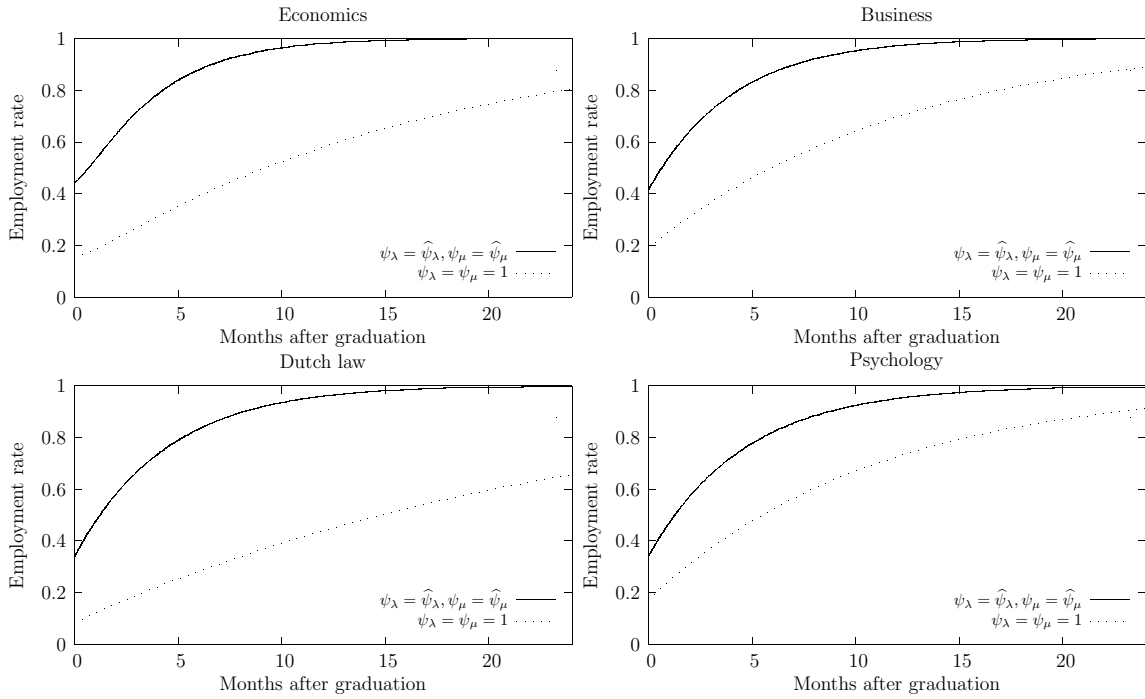 Economics
Employment rate
1
0.8
0.6
0.4
0.2
0
ψλ = ψ̂λ, ψμ = ψ̂μ
ψλ = ψμ = 1
0 5 10 15 20
Months after graduation
Business
Employment rate
1
0.8
0.6
0.4
0.2
0
ψλ = ψ̂λ, ψμ = ψ̂μ
ψλ = ψμ = 1
0 5 10 15 20
Months after graduation
Dutch law
Employment rate
1
0.8
0.6
0.4
0.2
0
ψλ = ψ̂λ, ψμ = ψ̂μ
ψλ = ψμ = 1
0 5 10 15 20
Months after graduation
Psychology
Employment rate
1
0.8
0.6
0.4
0.2
0
ψλ = ψ̂λ, ψμ = ψ̂μ
ψλ = ψμ = 1
0 5 10 15 20
Months after graduation